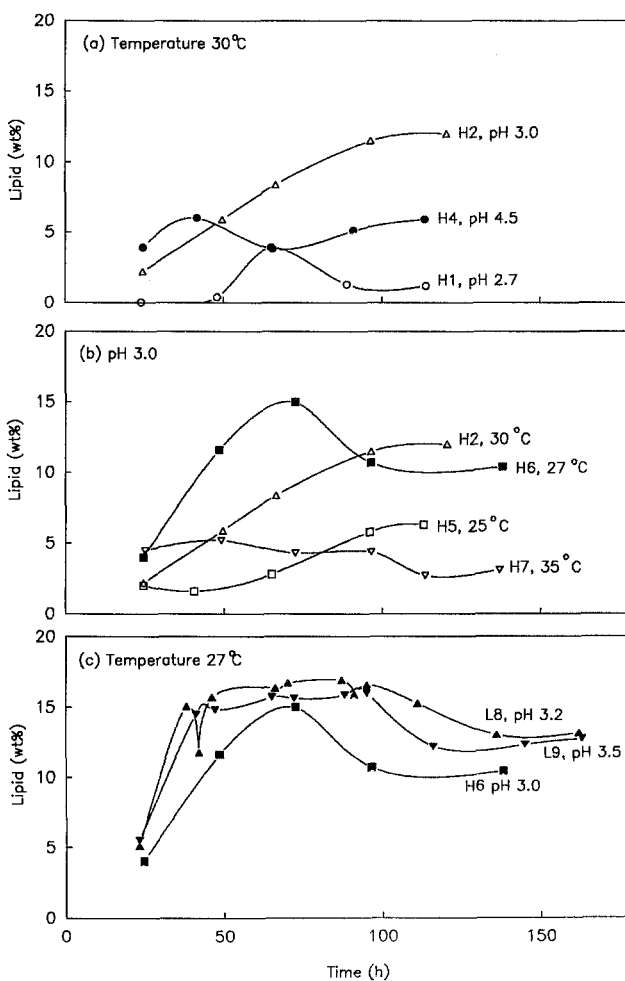 20
(a) Temperature 30°C
15
H2, pH 3.0
10
Lipid (wt%)
H4, pH 4.5
5
H1, pH 2.7
0
20
(b) pH 3.0
15
H2, 30 °C
10
H6, 27 °C
Lipid (wt%)
H5, 25°C
5
H7, 35°C
0
20
(c) Temperature 27°C
15
L8, pH 3.2
L9, pH 3.5
10
H6 pH 3.0
Lipid (wt%)
5
0
0 50 100 150
Time (h)